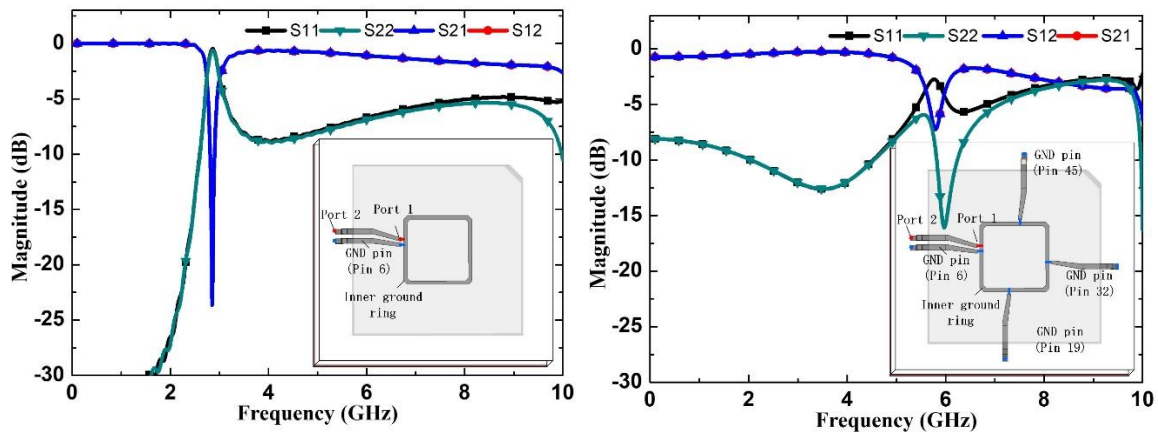 S11 S22 S21 S12
0
-5
-10
-15
-20
-25
-30
Magnitude (dB)
Port 2
Port 1
GND pin
(Pin 6)
Inner ground
ring
0 2 4 6 8 10
Frequency (GHz)
S11 S22 S12 S21
5
0
-5
-10
-15
-20
-25
-30
Magnitude (dB)
GND pin
(Pin 45)
Port 2
Port 1
GND pin
(Pin 6)
GND pin
(Pin 32)
Inner ground
ring
GND pin
(Pin 19)
0 2 4 6 8 10
Frequency (GHz)